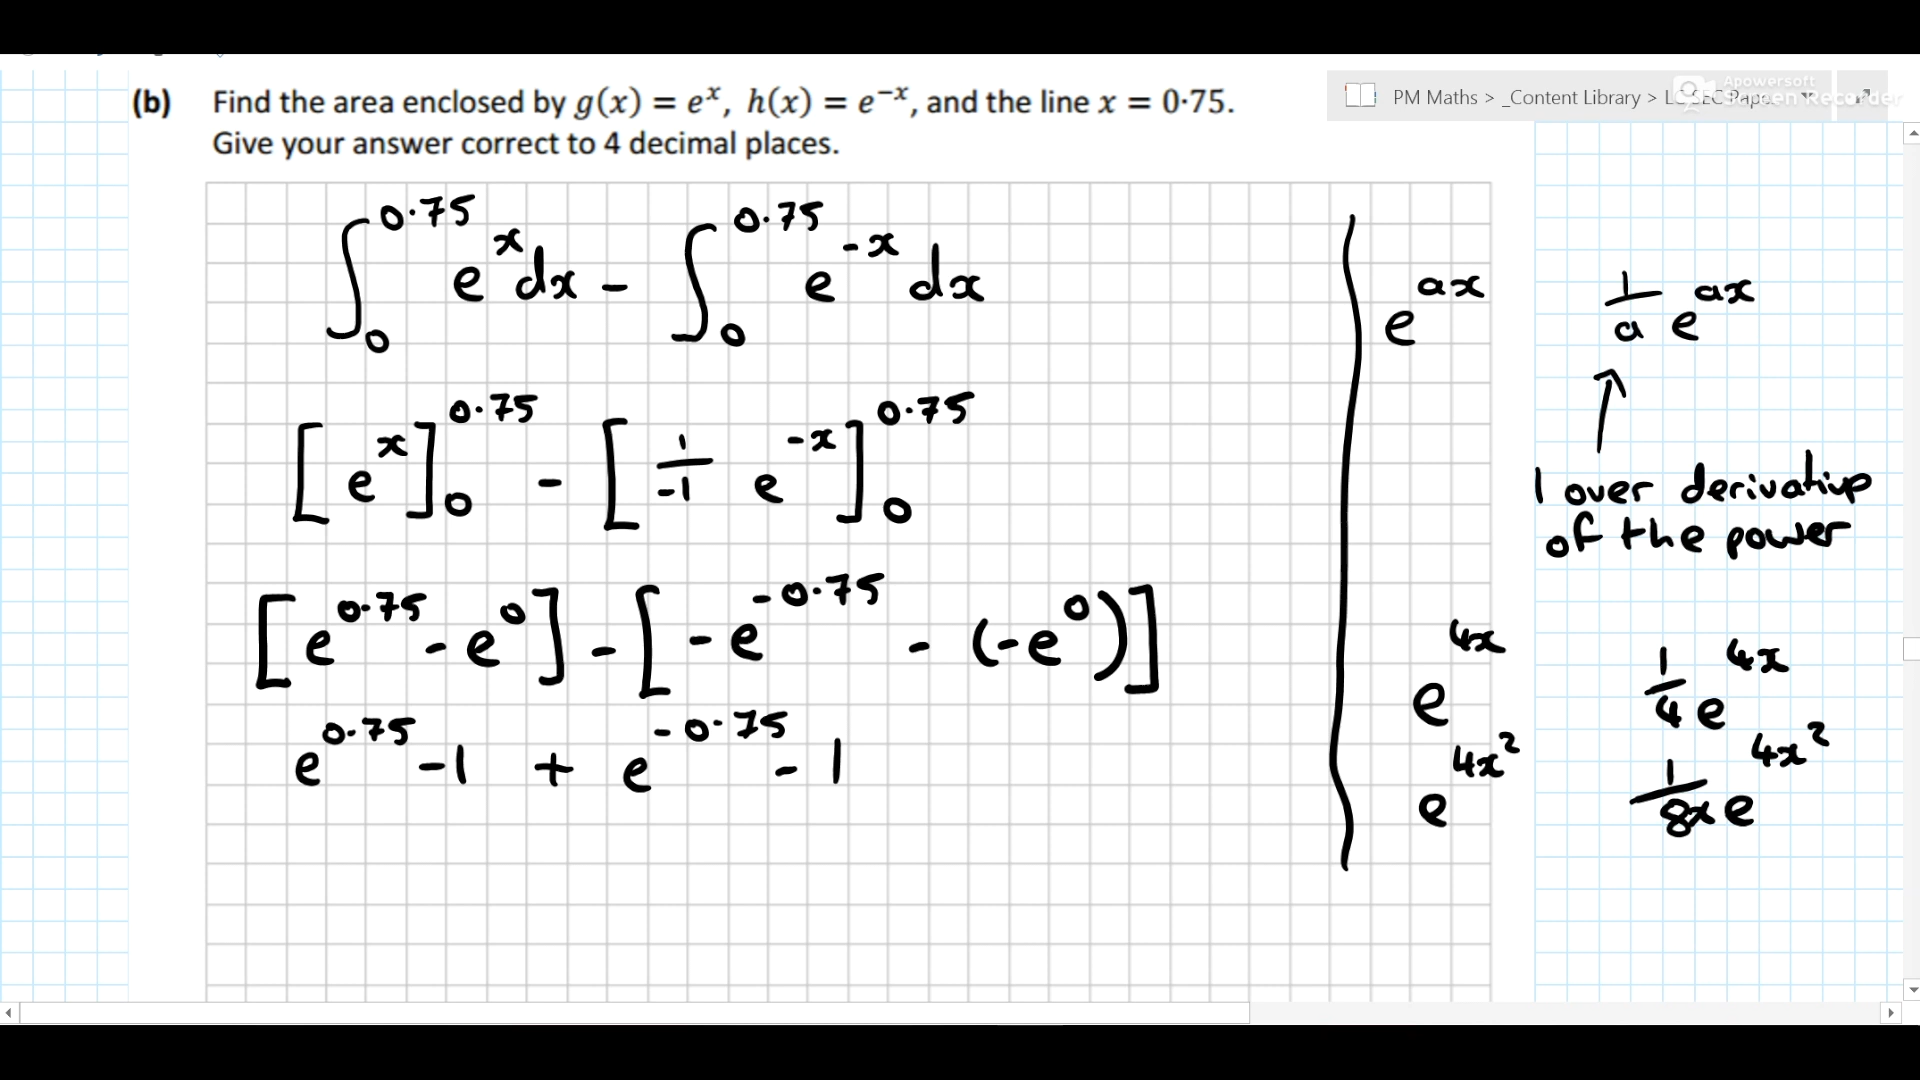 (b) Find the area enclosed by g(x) = e^x, h(x) = e^−x, and the line x = 0·75.
Give your answer correct to 4 decimal places.
PM Maths > _Content Library >
Apowersoft
Screen Recorder
∫_0^0.75 e^x dx - ∫_0^0.75 e^-x dx
[e^x]_0^0.75 - [1/-1 e^-x]_0^0.75
[e^0.75 - e^0] - [-e^-0.75 - (-e^0)]
e^0.75 - 1 + e^-0.75 - 1
e^ax 1/a e^ax
1 over derivative
of the power
e^4x 1/4 e^4x
e^4x² 1/8x e^4x²